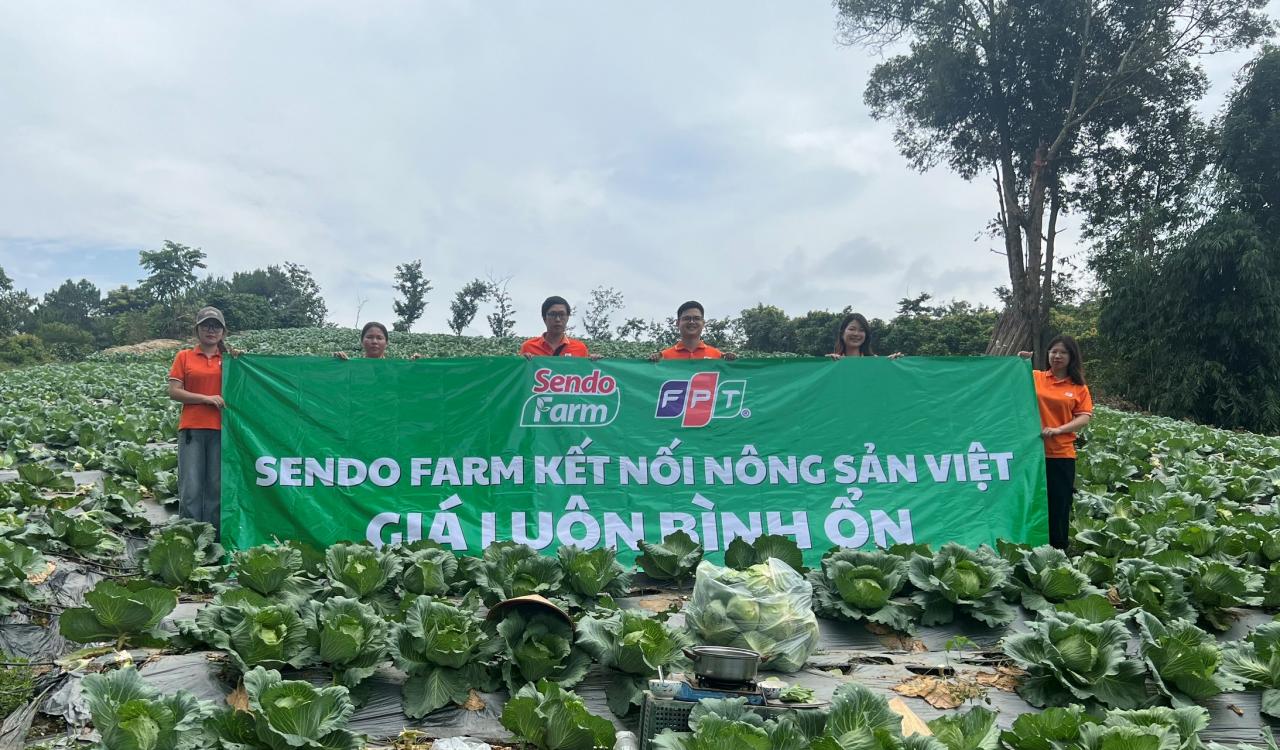 Sendo
Farm
FPT®
SENDO FARM KẾT NỐI NÔNG SẢN VIỆT
GIÁ LUÔN BÌNH ỔN